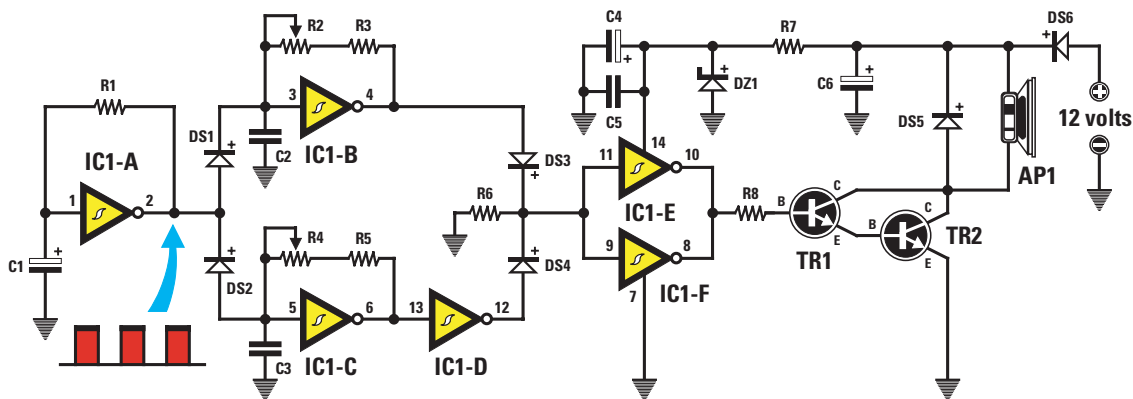 C4
R2
R3
R7
DS6
+
+
+
+
+
R1
3
4
DZ1
C6
DS1
+
C5
DS5
12 volts
IC1-A
C2
IC1-B
14
DS3
11
10
+
AP1
1
2
R6
IC1-E
R8
B
C
C1
+
R4
R5
+
DS4
9
8
E
B
C
TR2
DS2
+
TR1
E
5
6
13
12
7
IC1-F
C3
IC1-C
IC1-D